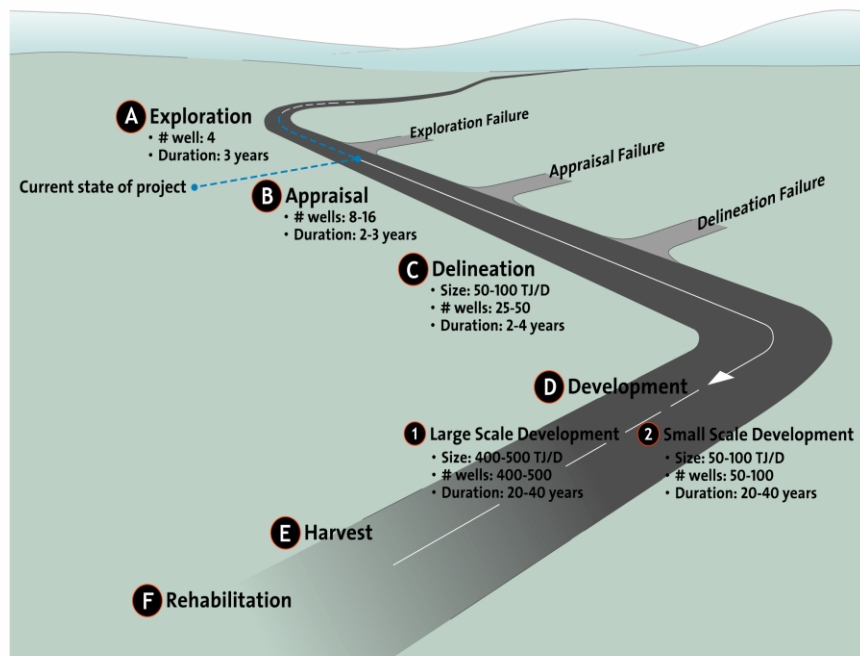 A Exploration
• # well: 4
• Duration: 3 years
Exploration Failure
Current state of project
B Appraisal
• # wells: 8-16
• Duration: 2-3 years
Appraisal Failure
C Delineation
• Size: 50-100 TJ/D
• # wells: 25-50
• Duration: 2-4 years
Delineation Failure
D Development
1 Large Scale Development
• Size: 400-500 TJ/D
• # wells: 400-500
• Duration: 20-40 years
2 Small Scale Development
• Size: 50-100 TJ/D
• # wells: 50-100
• Duration: 20-40 years
E Harvest
F Rehabilitation